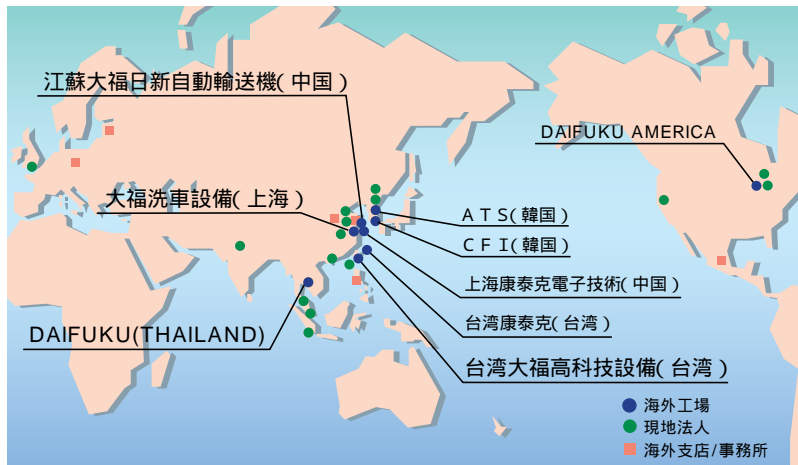 江蘇大福日新自動輸送機(中国)
DAIFUKU AMERICA
大福洗車設備(上海)
ATS(韓国)
CFI(韓国)
上海康泰克電子技術(中国)
台湾康泰克(台湾)
DAIFUKU(THAILAND)
台湾大福高科技設備(台湾)
海外工場
現地法人
海外支店/事務所